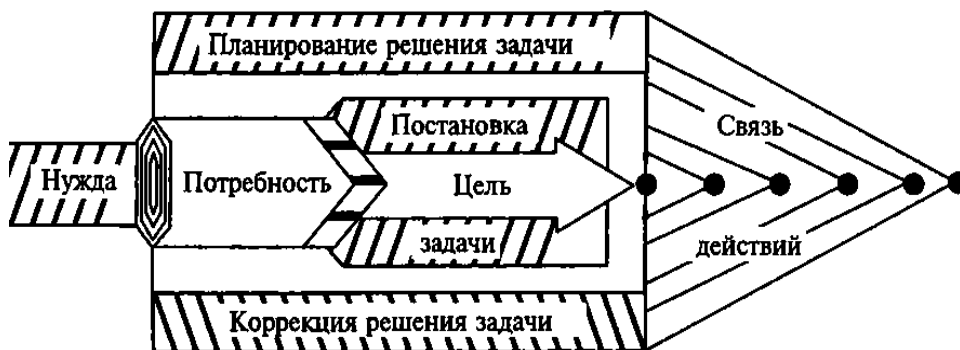 Планирование решения задачи
Постановка
Связь
Нужда
Потребность
Цель
задачи
действий
Коррекция решения задачи